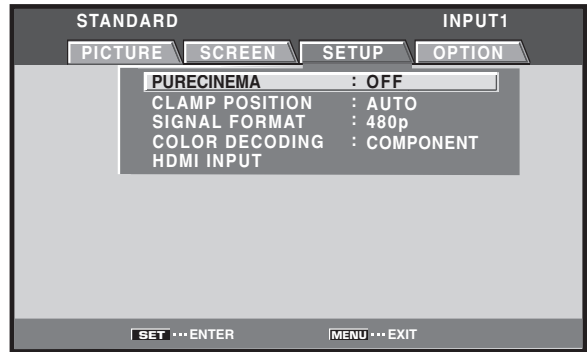 STANDARD INPUT1
PICTURE SCREEN SETUP OPTION
PURECINEMA : OFF
CLAMP POSITION : AUTO
SIGNAL FORMAT : 480p
COLOR DECODING : COMPONENT
HDMI INPUT
SET ··· ENTER MENU ··· EXIT